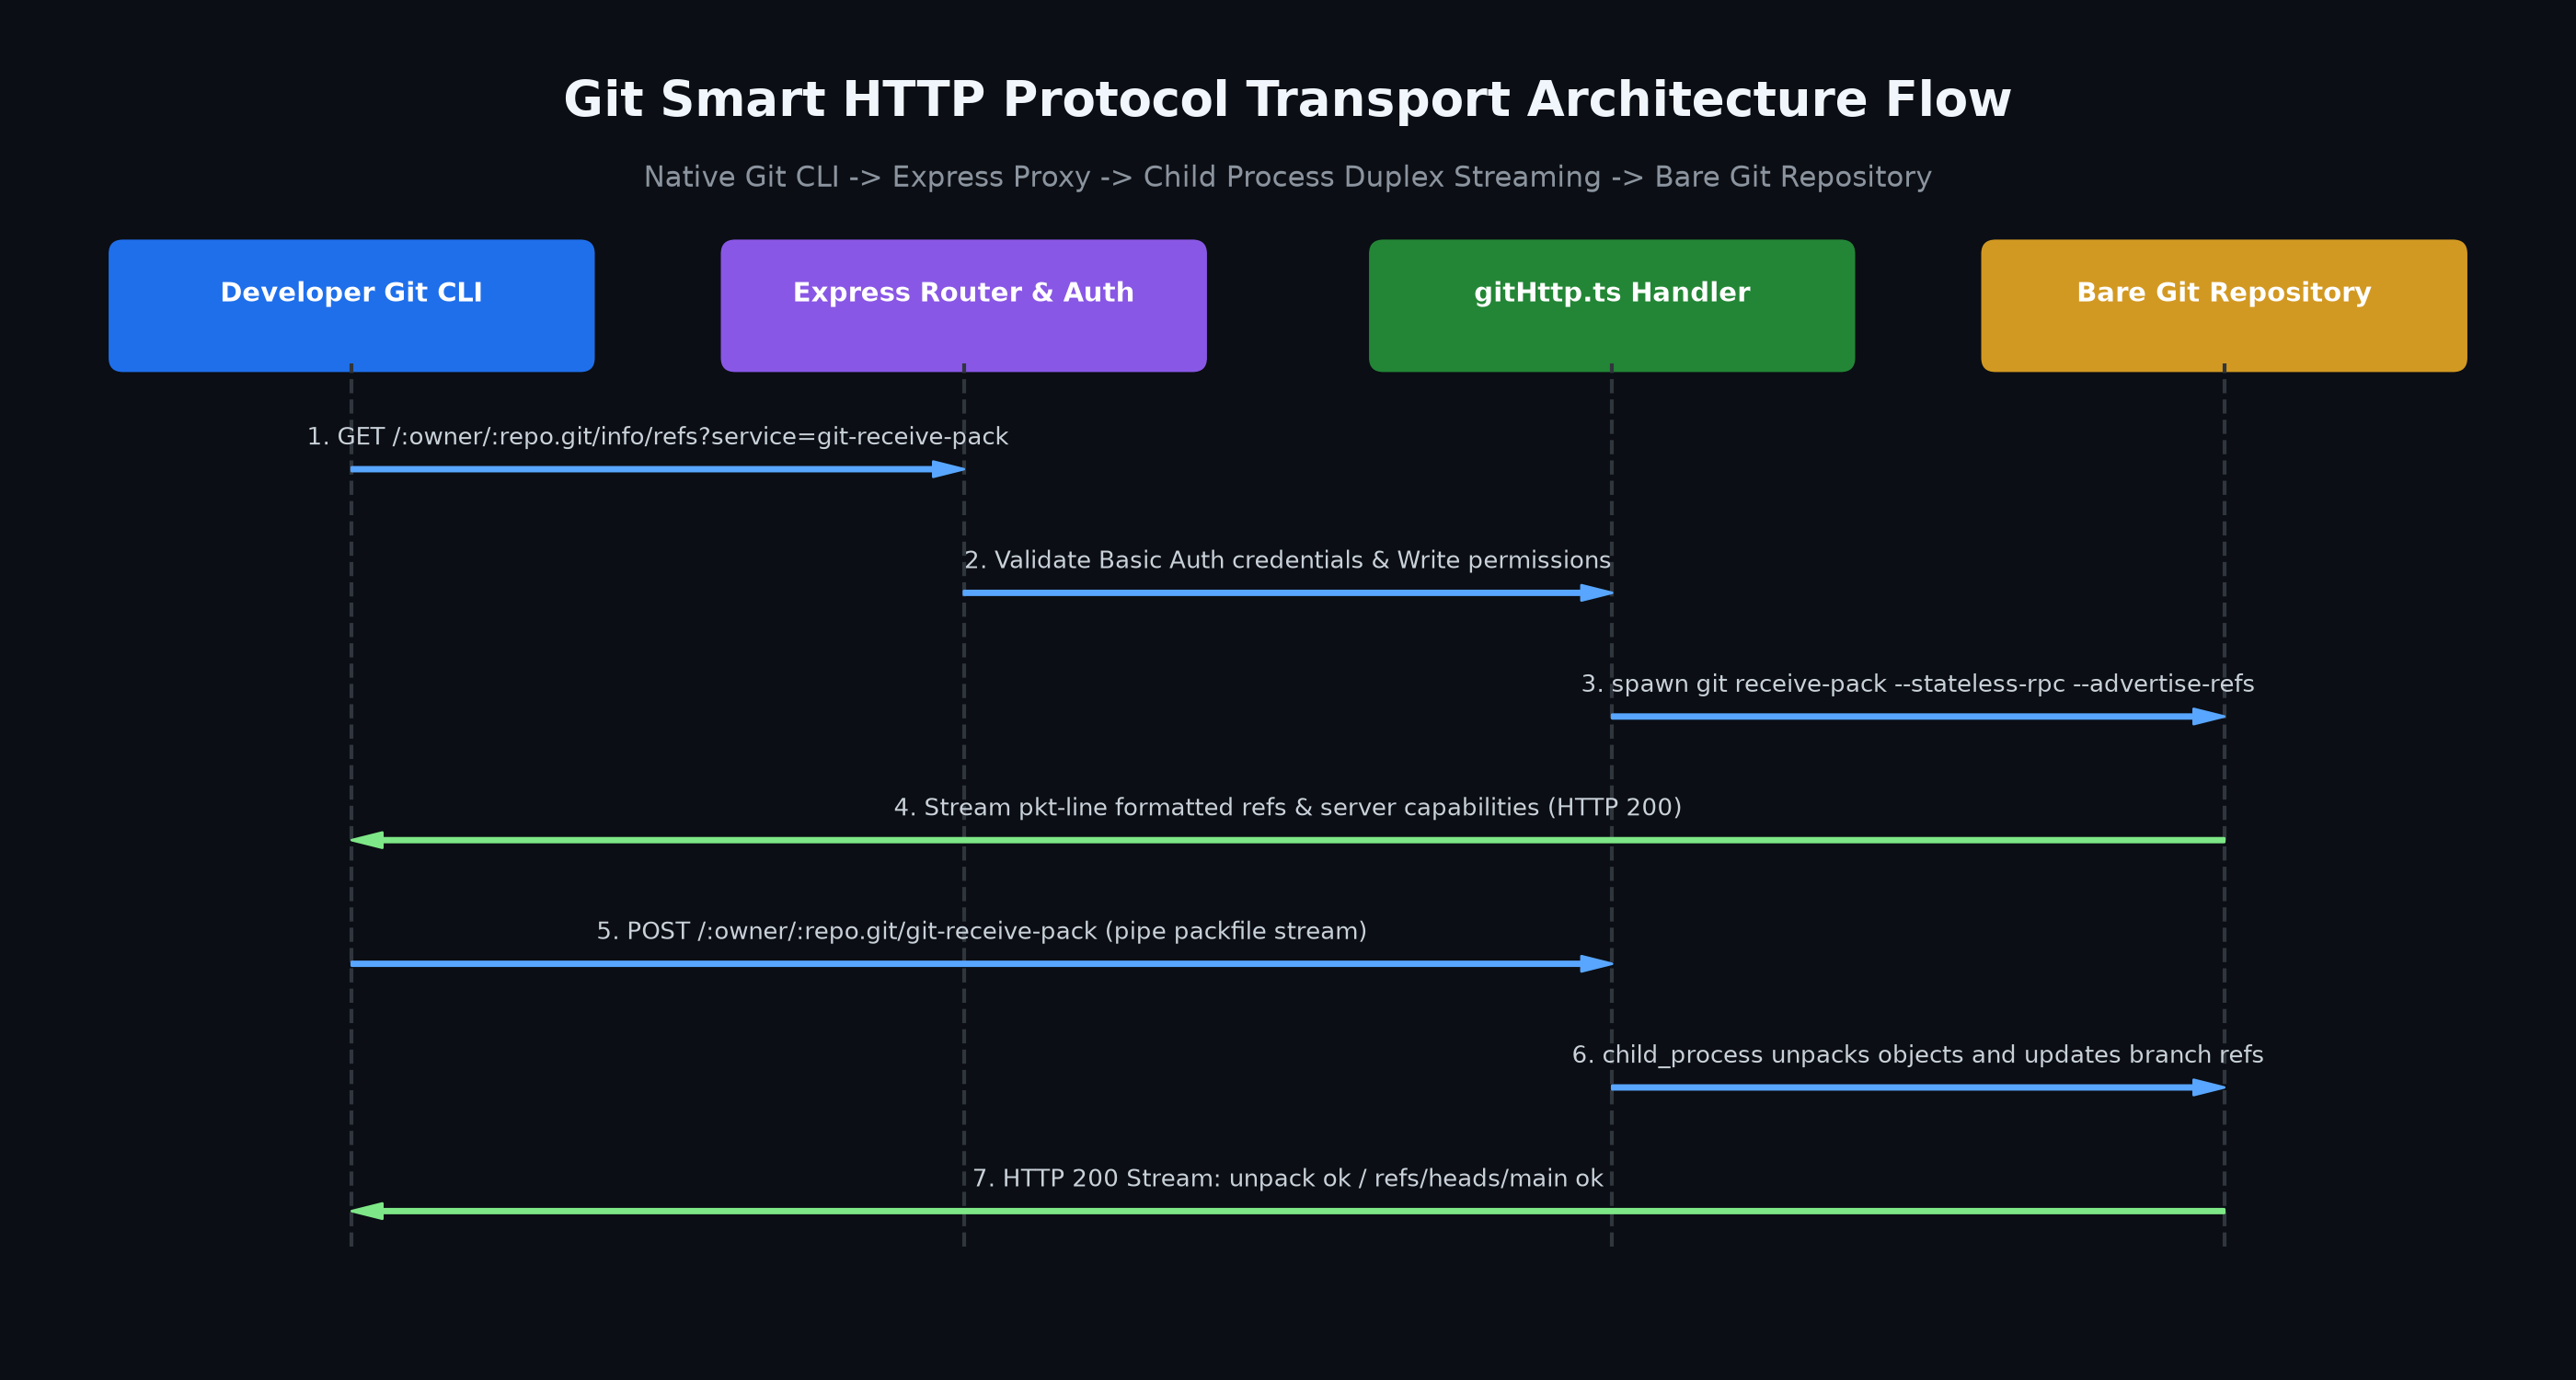 Git Smart HTTP Protocol Transport Architecture Flow
Native Git CLI -> Express Proxy -> Child Process Duplex Streaming -> Bare Git Repository
Developer Git CLI
Express Router & Auth
gitHttp.ts Handler
Bare Git Repository
1. GET /:owner/:repo.git/info/refs?service=git-receive-pack
2. Validate Basic Auth credentials & Write permissions
3. spawn git receive-pack --stateless-rpc --advertise-refs
4. Stream pkt-line formatted refs & server capabilities (HTTP 200)
5. POST /:owner/:repo.git/git-receive-pack (pipe packfile stream)
6. child_process unpacks objects and updates branch refs
7. HTTP 200 Stream: unpack ok / refs/heads/main ok